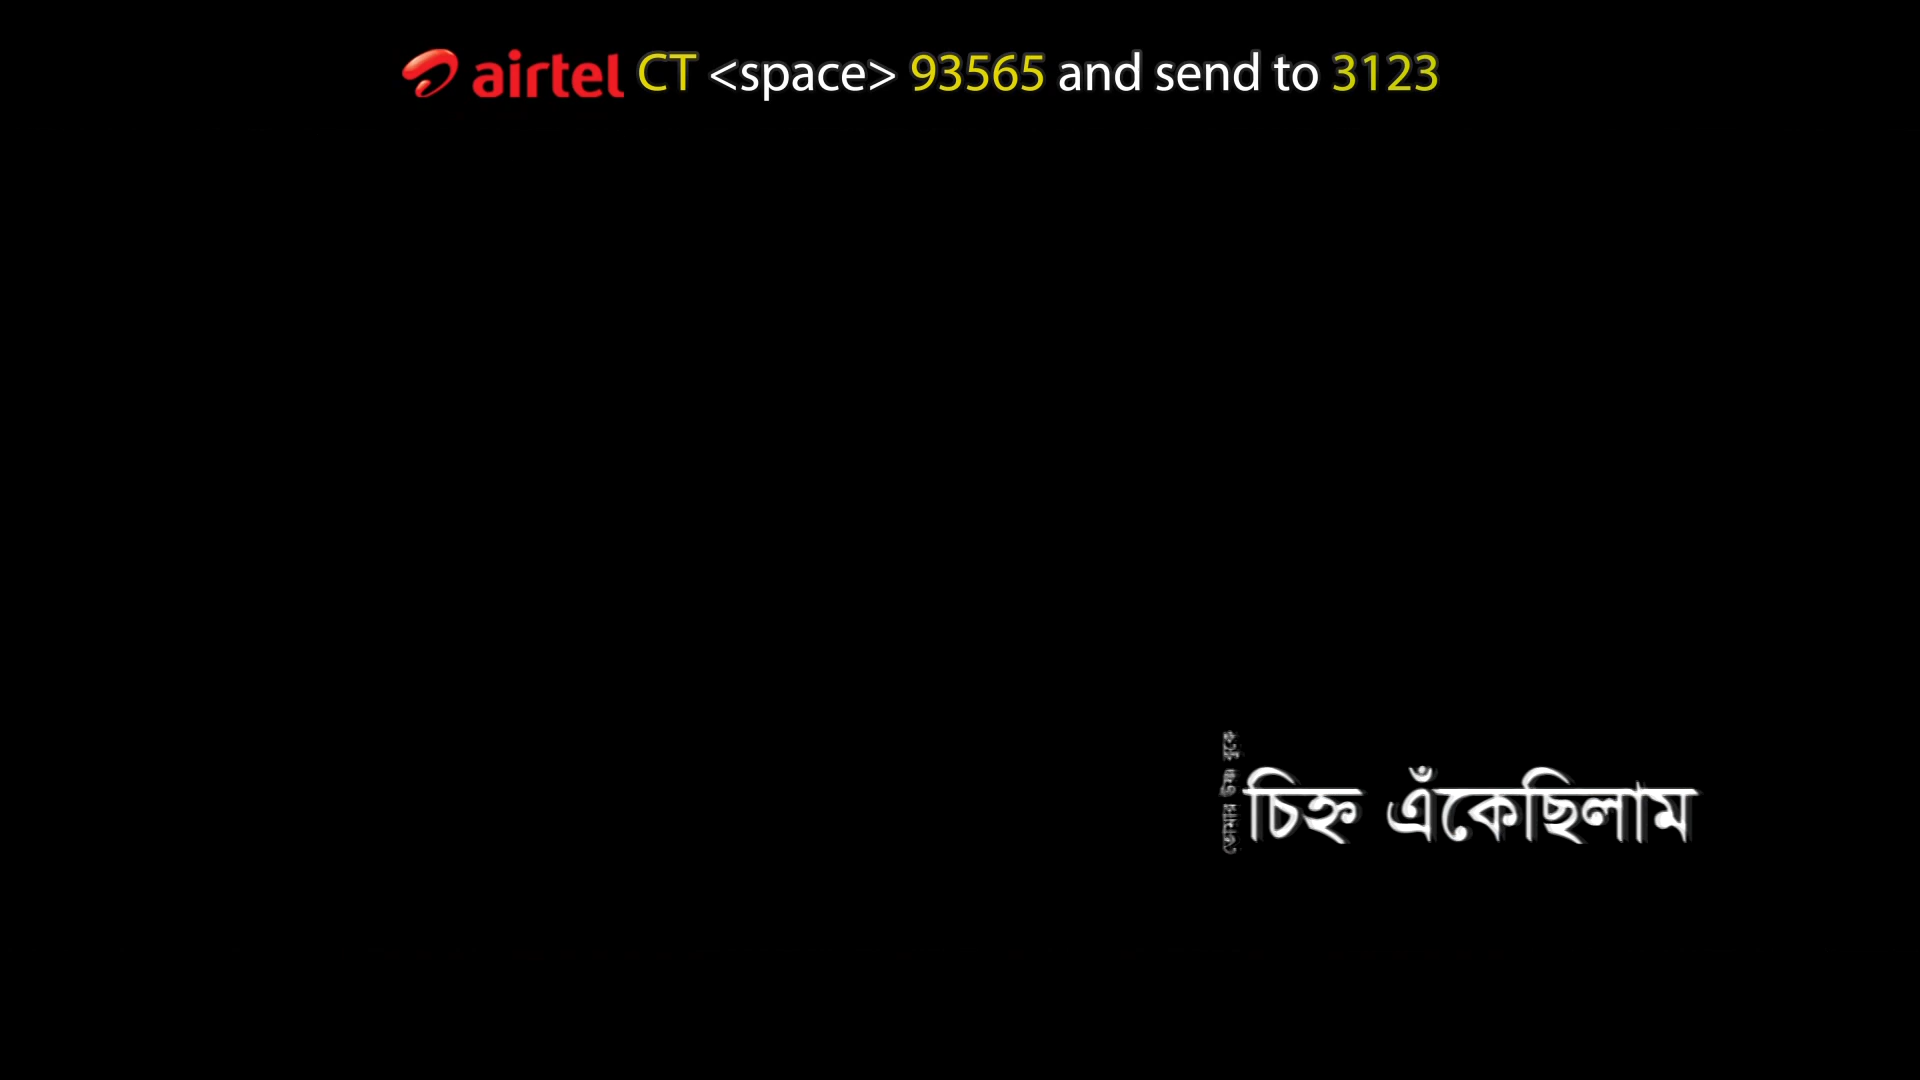 airtel CT <space> 93565 and send to 3123
চিহ্ন এঁকেছিলাম